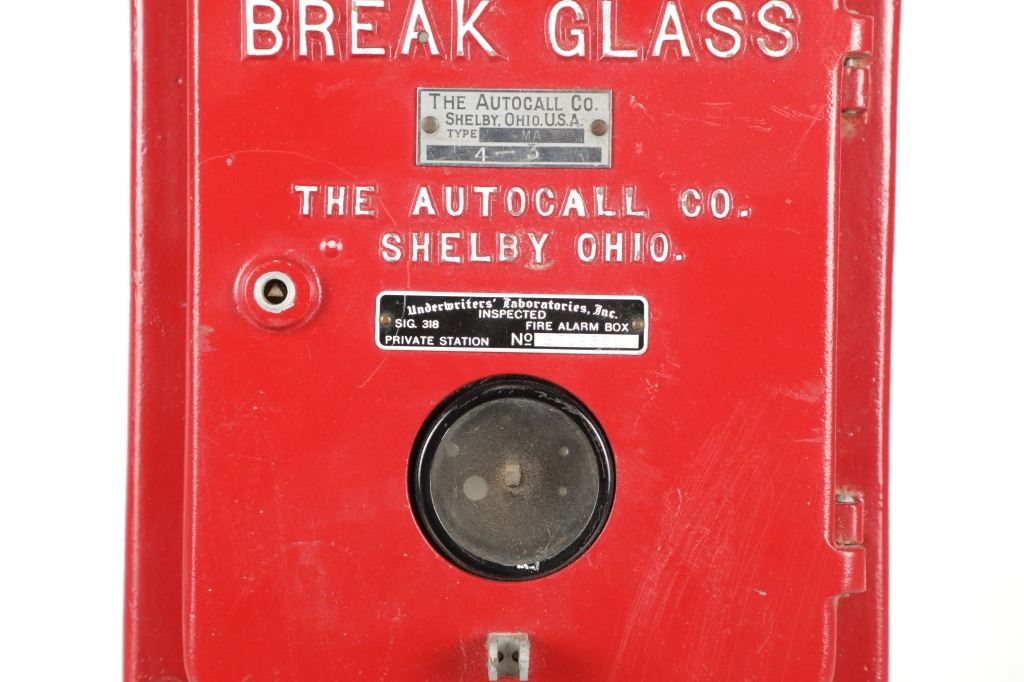 BREAK GLASS
THE AUTOCALL CO.
SHELBY, OHIO. U.S.A.
TYPE MA
4-3
THE AUTOCALL CO.
SHELBY OHIO.
Underwriters' Laboratories, Inc.
INSPECTED
SIG. 318 FIRE ALARM BOX
PRIVATE STATION No